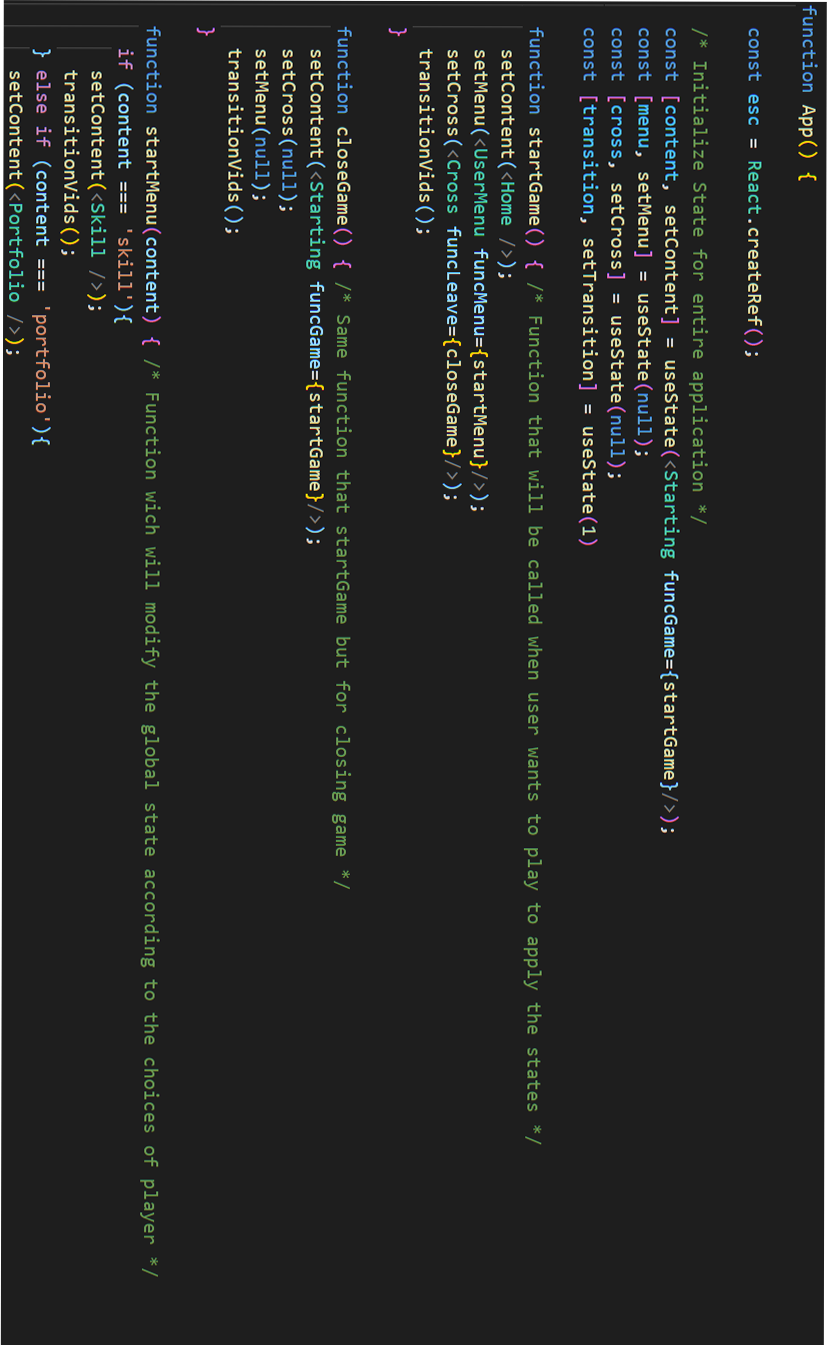 function App() {
const esc = React.createRef();
/* Initialize State for entire application */
const [content, setContent] = useState(<Starting funcGame={startGame}/>);
const [menu, setMenu] = useState(null);
const [cross, setCross] = useState(null);
const [transition, setTransition] = useState(1)
function startGame() { /* Function that will be called when user wants to play to apply the states */
setContent(<Home />);
setMenu(<UserMenu funcMenu={startMenu}/>);
setCross(<Cross funcLeave={closeGame}/>);
transitionVids();
}
function closeGame() { /* Same function that startGame but for closing game */
setContent(<Starting funcGame={startGame}/>);
setCross(null);
setMenu(null);
transitionVids();
}
function startMenu(content) { /* Function wich will modify the global state according to the choices of player */
if (content === 'skill'){
setContent(<Skill />);
transitionVids();
} else if (content === 'portfolio'){
setContent(<Portfolio />);